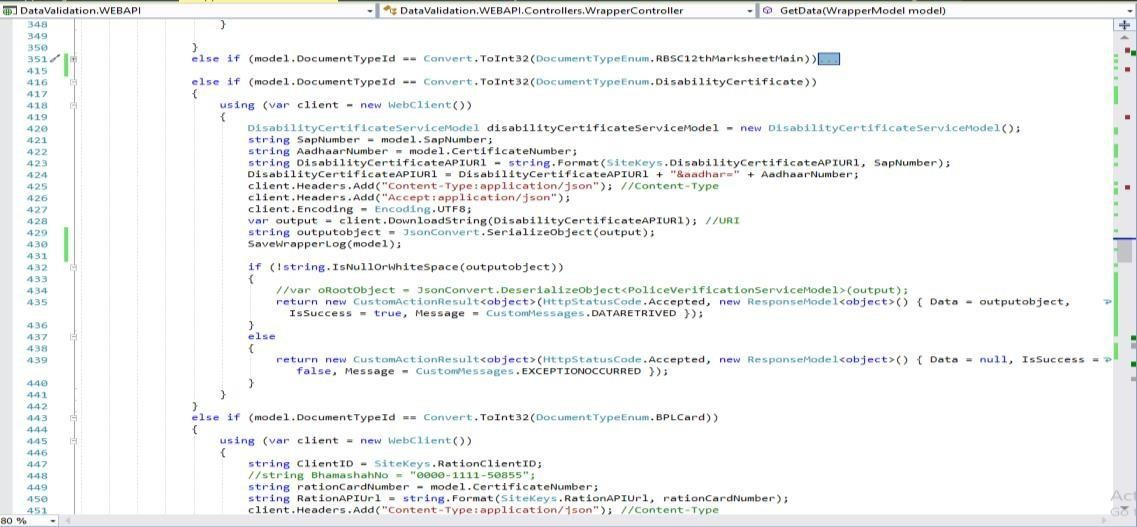 DataValidation.WEBAPI DataValidation.WEBAPI.Controllers.WrapperController GetData(WrapperModel model)
348 }
349
350 }
351 else if (model.DocumentTypeId == Convert.ToInt32(DocumentTypeEnum.RBSC12thMarksheetMain))...
415
416 else if (model.DocumentTypeId == Convert.ToInt32(DocumentTypeEnum.DisabilityCertificate))
417 {
418 using (var client = new WebClient())
419 {
420 DisabilityCertificateServiceModel disabilityCertificateServiceModel = new DisabilityCertificateServiceModel();
421 string SapNumber = model.SapNumber;
422 string AadhaarNumber = model.CertificateNumber;
423 string DisabilityCertificateAPIURl = string.Format(SiteKeys.DisabilityCertificateAPIURl, SapNumber);
424 DisabilityCertificateAPIURl = DisabilityCertificateAPIURl + "&aadhar=" + AadhaarNumber;
425 client.Headers.Add("Content-Type:application/json"); //Content-Type
426 client.Headers.Add("Accept:application/json");
427 client.Encoding = Encoding.UTF8;
428 var output = client.DownloadString(DisabilityCertificateAPIURl); //URI
429 string outputobject = JsonConvert.SerializeObject(output);
430 SaveWrapperLog(model);
431
432 if (!string.IsNullOrWhiteSpace(outputobject))
433 {
434 //var oRootObject = JsonConvert.DeserializeObject<PoliceVerificationServiceModel>(output);
435 return new CustomActionResult<object>(HttpStatusCode.Accepted, new ResponseModel<object>() { Data = outputobject,
IsSuccess = true, Message = CustomMessages.DATARETRIVED });
436 }
437 else
438 {
439 return new CustomActionResult<object>(HttpStatusCode.Accepted, new ResponseModel<object>() { Data = null, IsSuccess =
false, Message = CustomMessages.EXCEPTIONOCCURRED });
440 }
441 }
442 }
443 else if (model.DocumentTypeId == Convert.ToInt32(DocumentTypeEnum.BPLCard))
444 {
445 using (var client = new WebClient())
446 {
447 string ClientID = SiteKeys.RationClientID;
448 //string BhamashahNo = "0000-1111-50855";
449 string rationCardNumber = model.CertificateNumber;
450 string RationAPIUrl = string.Format(SiteKeys.RationAPIUrl, rationCardNumber);
451 client.Headers.Add("Content-Type:application/json"); //Content-Type
80 %